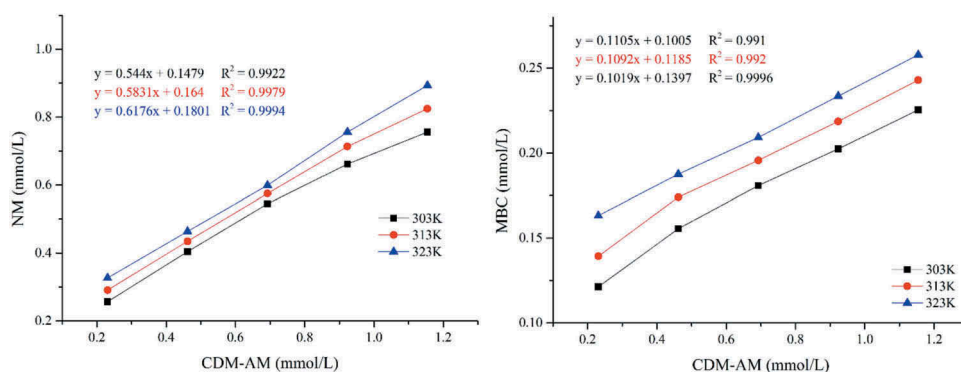 y = 0.544x + 0.1479 R² = 0.9922
y = 0.5831x + 0.164 R² = 0.9979
y = 0.6176x + 0.1801 R² = 0.9994
1.0
0.8
0.6
0.4
0.2
NM (mmol/L)
303K
313K
323K
0.2 0.4 0.6 0.8 1.0 1.2
CDM-AM (mmol/L)
y = 0.1105x + 0.1005 R² = 0.991
y = 0.1092x + 0.1185 R² = 0.992
y = 0.1019x + 0.1397 R² = 0.9996
0.25
0.20
0.15
0.10
MBC (mmol/L)
303K
313K
323K
0.2 0.4 0.6 0.8 1.0 1.2
CDM-AM (mmol/L)